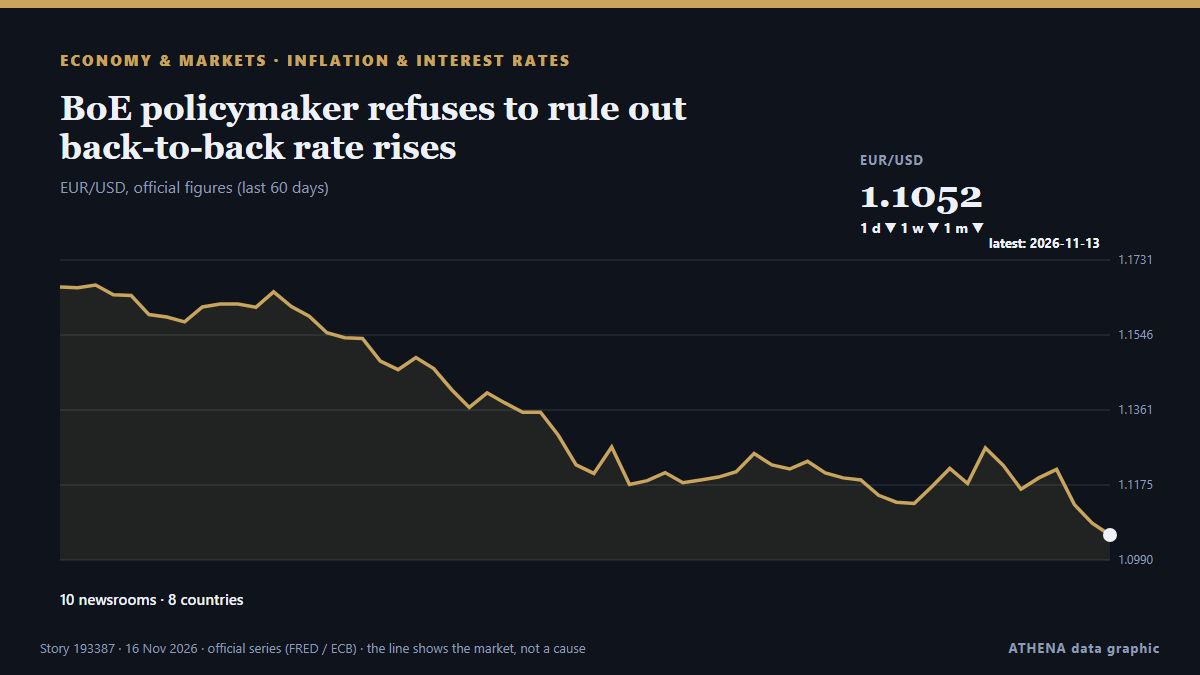 ECONOMY & MARKETS · INFLATION & INTEREST RATES
BoE policymaker refuses to rule out
back-to-back rate rises
EUR/USD, official figures (last 60 days)
EUR/USD
1.1052
1 d ▼ 1 w ▼ 1 m ▼
latest: 2026-11-13
1.1731
1.1546
1.1361
1.1175
1.0990
10 newsrooms · 8 countries
Story 193387 · 16 Nov 2026 · official series (FRED / ECB) · the line shows the market, not a cause
ATHENA data graphic